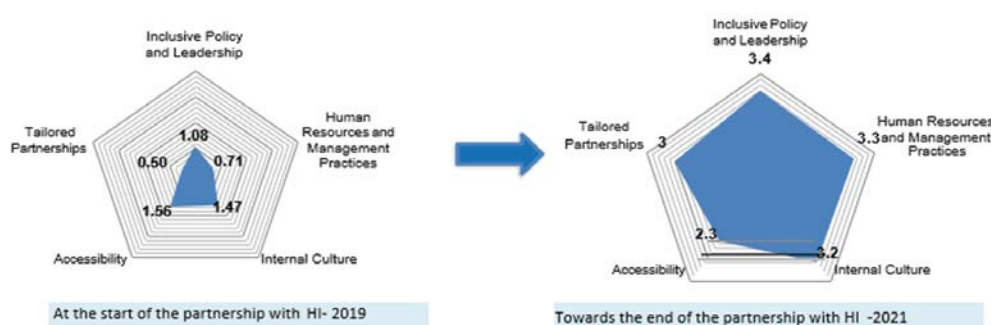 Inclusive Policy
and Leadership
1.08
Human
Resources and
Management
Practices
0.71
Tailored
Partnerships
0.50
1.56
1.47
Accessibility
Internal Culture
At the start of the partnership with HI- 2019
Inclusive Policy
and Leadership
3.4
Human Resources
and Management
Practices
3.3
Tailored
Partnerships
3
2.3
3.2
Accessibility
Internal Culture
Towards the end of the partnership with HI -2021